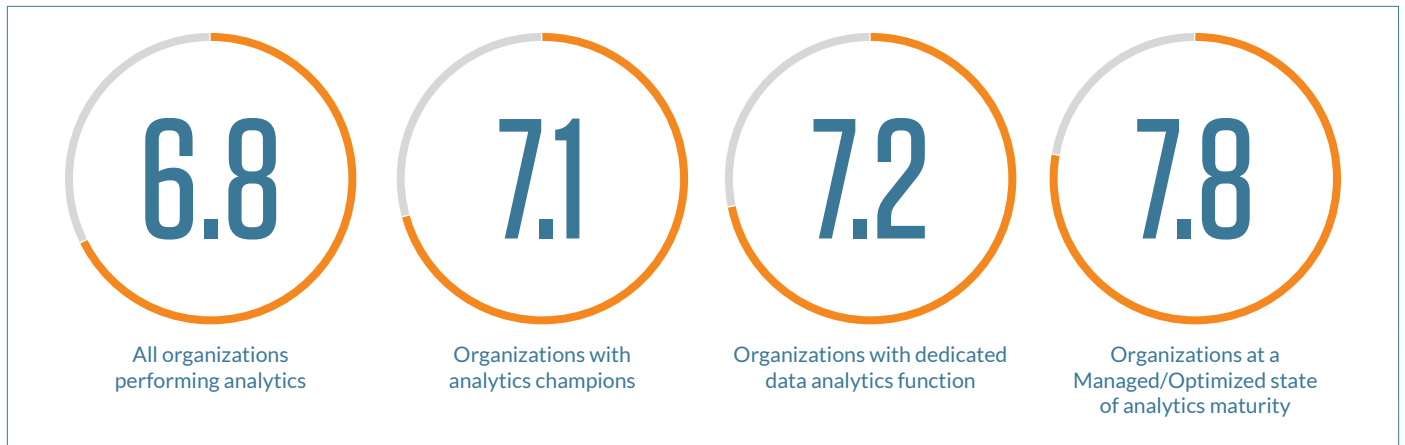 6.8
7.1
7.2
7.8
All organizations
performing analytics
Organizations with
analytics champions
Organizations with dedicated
data analytics function
Organizations at a
Managed/Optimized state
of analytics maturity